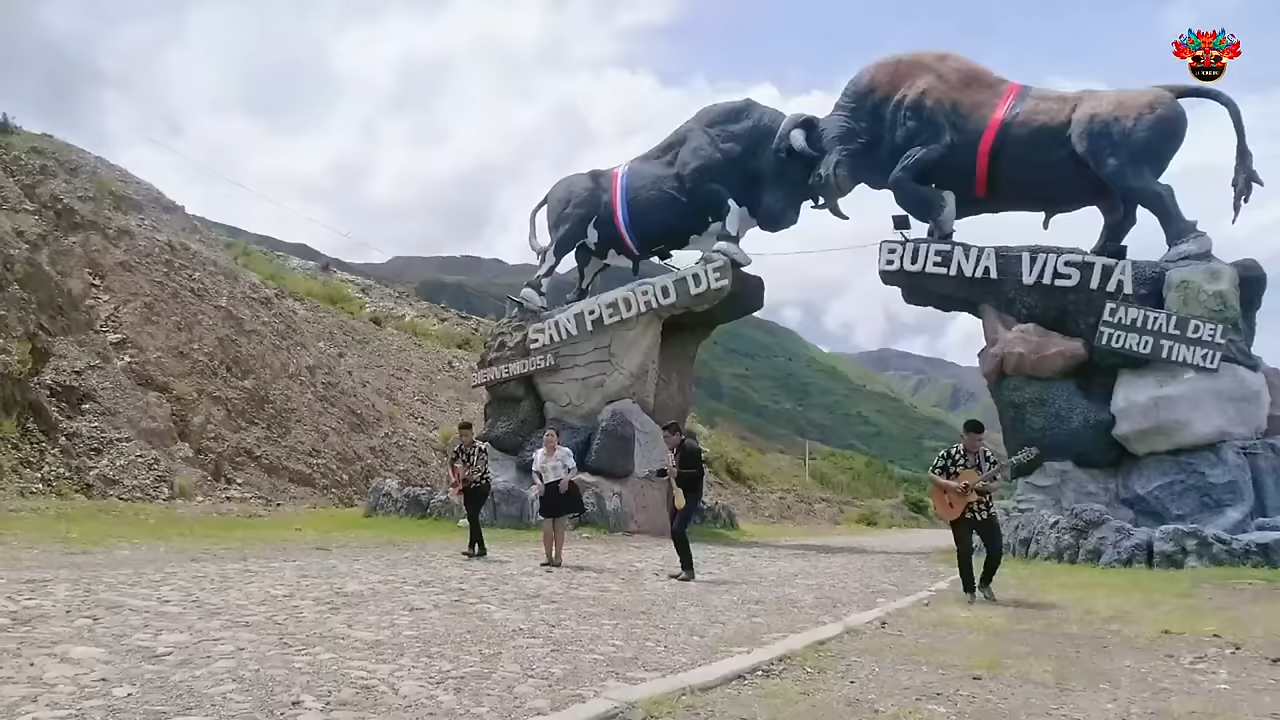 SAN PEDRO DE
BIENVENIDOS A
BUENA VISTA
CAPITAL DEL
TORO TINKU